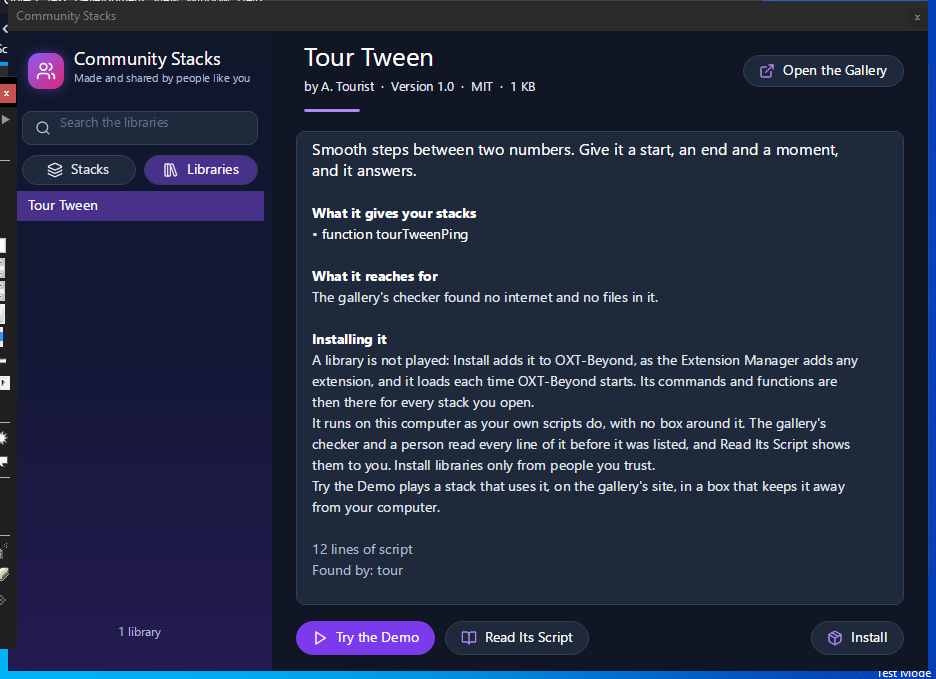 Community Stacks
x
Community Stacks
Made and shared by people like you
Search the libraries
Stacks
Libraries
Tour Tween
1 library
Tour Tween
by A. Tourist · Version 1.0 · MIT · 1 KB
Open the Gallery
Smooth steps between two numbers. Give it a start, an end and a moment,
and it answers.
What it gives your stacks
• function tourTweenPing
What it reaches for
The gallery's checker found no internet and no files in it.
Installing it
A library is not played: Install adds it to OXT-Beyond, as the Extension Manager adds any
extension, and it loads each time OXT-Beyond starts. Its commands and functions are
then there for every stack you open.
It runs on this computer as your own scripts do, with no box around it. The gallery's
checker and a person read every line of it before it was listed, and Read Its Script shows
them to you. Install libraries only from people you trust.
Try the Demo plays a stack that uses it, on the gallery's site, in a box that keeps it away
from your computer.
12 lines of script
Found by: tour
Try the Demo
Read Its Script
Install
Test Mode